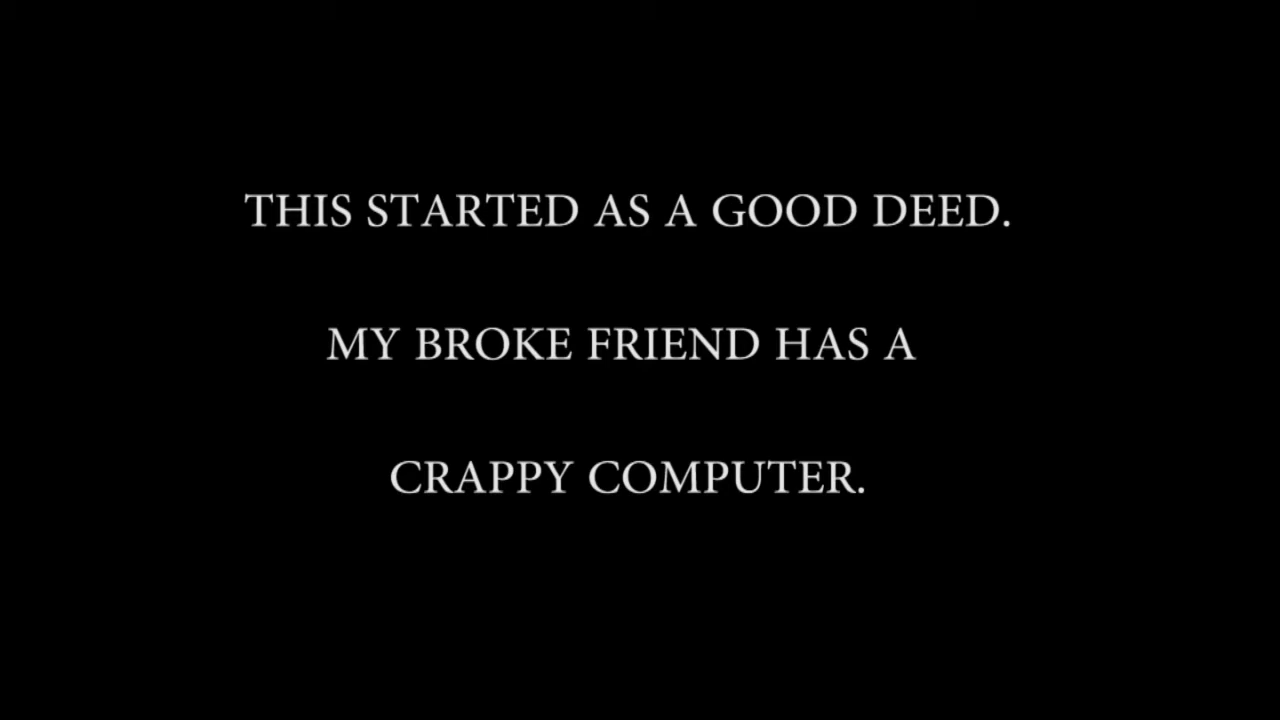 THIS STARTED AS A GOOD DEED.
MY BROKE FRIEND HAS A
CRAPPY COMPUTER.